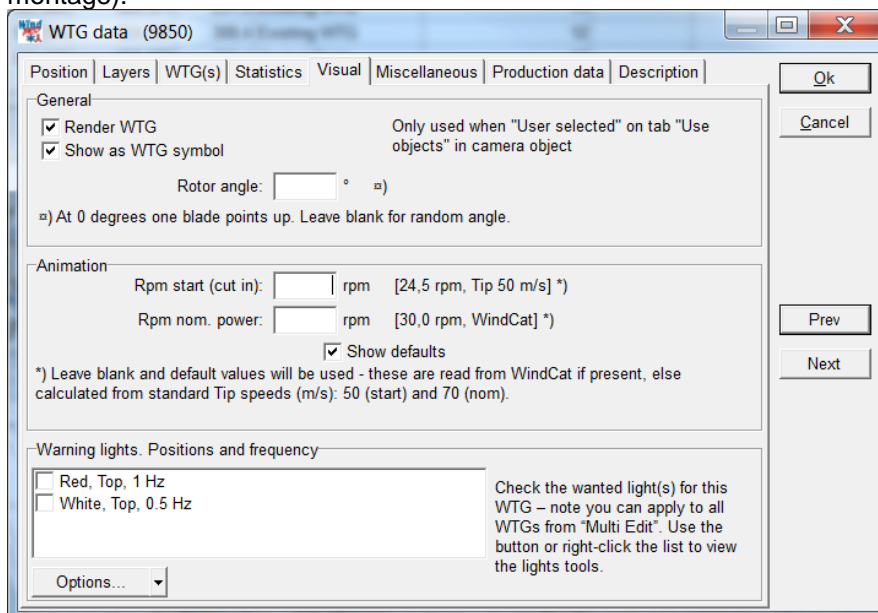 montage).
WTG data (9850)
Position Layers WTG(s) Statistics Visual Miscellaneous Production data Description
Ok
Cancel
General
Render WTG
Show as WTG symbol
Only used when "User selected" on tab "Use
objects" in camera object
Rotor angle: ° ¤)
¤) At 0 degrees one blade points up. Leave blank for random angle.
Animation
Rpm start (cut in): rpm [24,5 rpm, Tip 50 m/s] *)
Rpm nom. power: rpm [30,0 rpm, WindCat] *)
Prev
Show defaults
Next
*) Leave blank and default values will be used - these are read from WindCat if present, else
calculated from standard Tip speeds (m/s): 50 (start) and 70 (nom).
Warning lights. Positions and frequency
Red, Top, 1 Hz
White, Top, 0.5 Hz
Check the wanted light(s) for this
WTG – note you can apply to all
WTGs from “Multi Edit”. Use the
button or right-click the list to view
the lights tools.
Options...